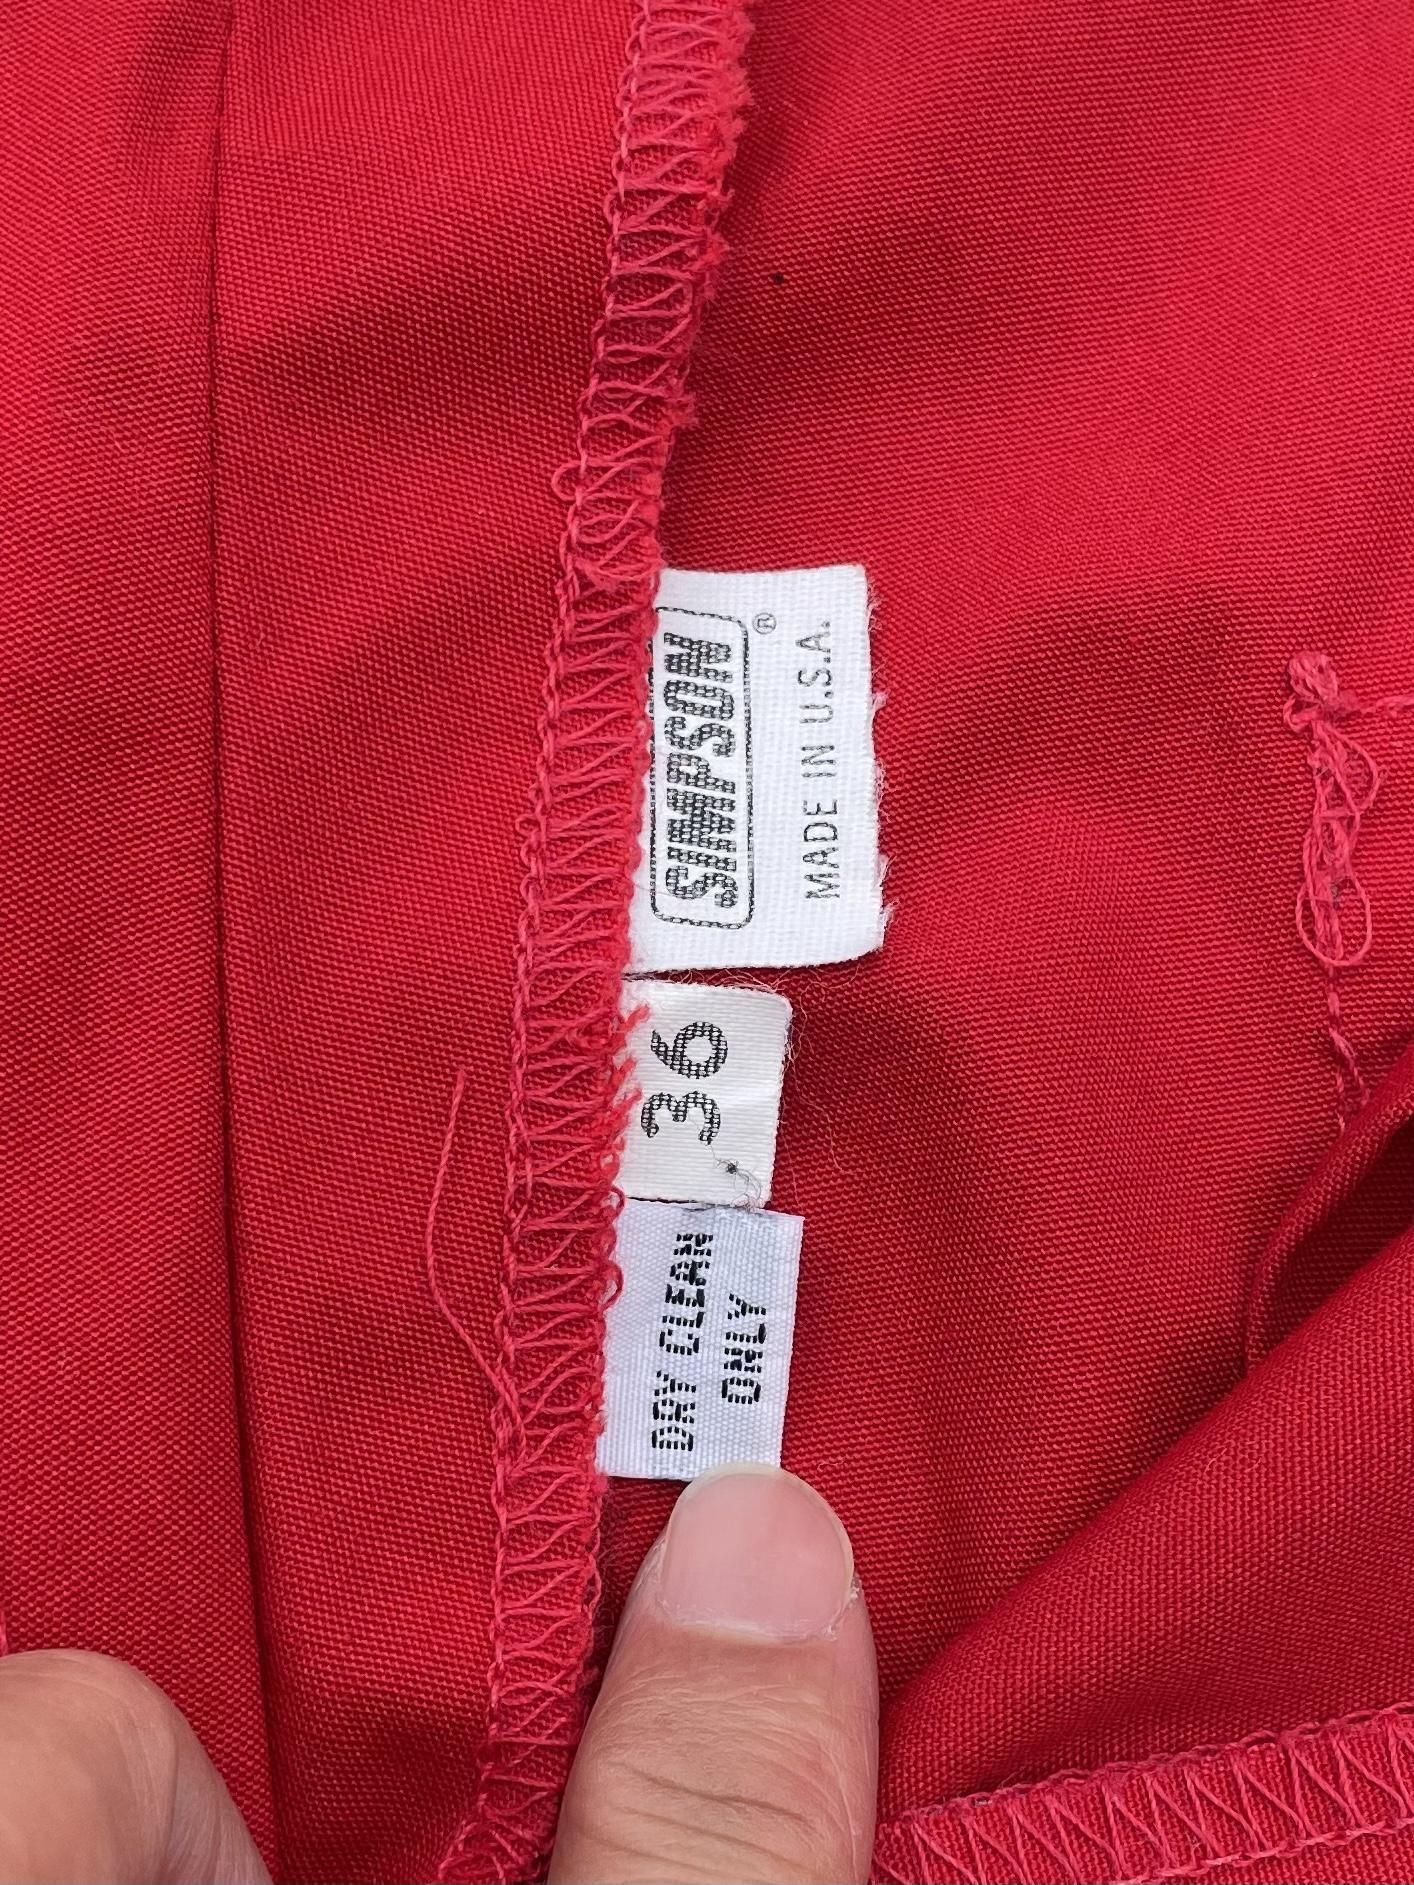 SIMPSON®
MADE IN U.S.A.
36
DRY CLEAN
ONLY